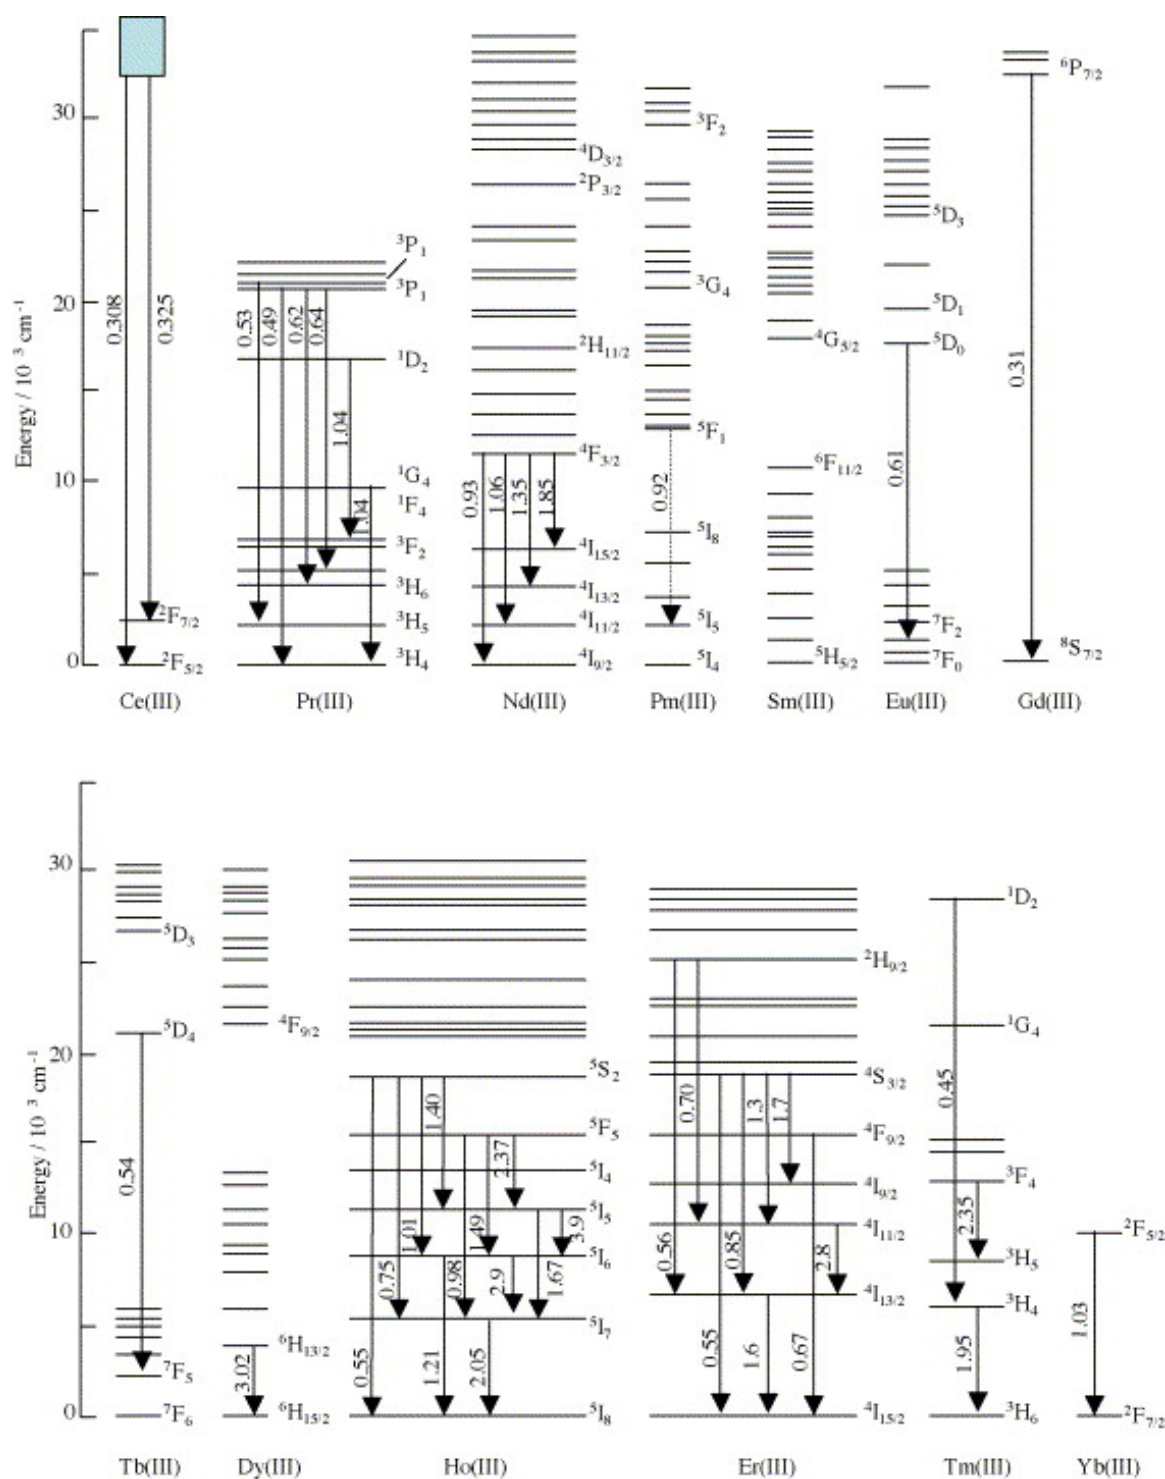 Energy / 10 ³ cm⁻¹
30
20
10
0
0.308
0.325
²F₇/₂
²F₅/₂
Ce(III)
³P₁
³P₁
0.53
0.49
0.62
0.64
¹D₂
1.04
¹G₄
¹F₄
1.04
³F₂
³H₆
³H₅
³H₄
Pr(III)
⁴D₃/₂
²P₃/₂
²H₁₁/₂
⁴F₃/₂
0.93
1.06
1.35
1.85
⁴I₁₅/₂
⁴I₁₃/₂
⁴I₁₁/₂
⁴I₉/₂
Nd(III)
³F₂
³G₄
⁵F₁
0.92
⁵I₈
⁵I₅
⁵I₄
Pm(III)
⁴G₅/₂
⁶F₁₁/₂
⁵H₅/₂
Sm(III)
⁵D₃
⁵D₁
⁵D₀
0.61
⁷F₂
⁷F₀
Eu(III)
⁶P₇/₂
0.31
⁸S₇/₂
Gd(III)
Energy / 10 ³ cm⁻¹
30
20
10
0
⁵D₃
⁵D₄
0.54
⁷F₅
⁷F₆
Tb(III)
⁴F₉/₂
⁶H₁₃/₂
3.02
⁶H₁₅/₂
Dy(III)
⁵S₂
1.40
⁵F₅
2.37
⁵I₄
⁵I₅
1.01
1.49
3.9
⁵I₆
0.75
0.98
2.9
1.67
⁵I₇
0.55
1.21
2.05
⁵I₈
Ho(III)
²H₉/₂
0.70
1.3
1.7
⁴S₃/₂
⁴F₉/₂
⁴I₉/₂
⁴I₁₁/₂
0.56
0.85
2.8
⁴I₁₃/₂
0.55
1.6
0.67
⁴I₁₅/₂
Er(III)
¹D₂
¹G₄
0.45
³F₄
2.35
³H₅
³H₄
1.95
³H₆
Tm(III)
²F₅/₂
1.03
²F₇/₂
Yb(III)